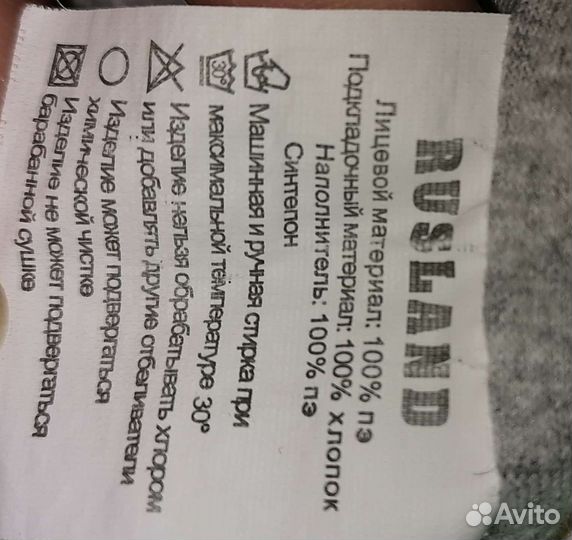 RUSLAND
Лицевой материал: 100% пэ
Подкладочный материал: 100% хлопок
Наполнитель: 100% пэ
Синтепон
Машинная и ручная стирка при
30°
максимальной температуре 30°
Изделие нельзя обрабатывать хлором
или добавлять другие отбеливатели
Изделие может подвергаться
химической чистке
Изделие не может подвергаться
барабанной сушке
Avito